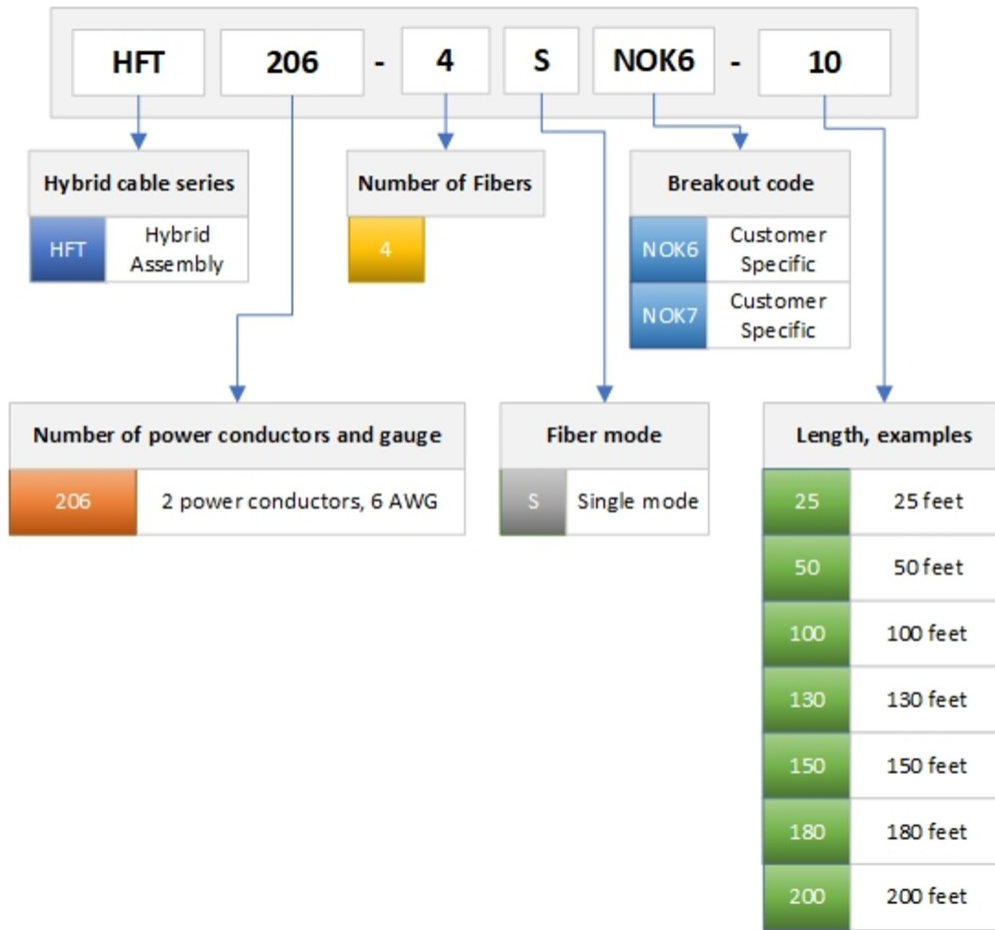 HFT 206 - 4 S NOK6 - 10
Hybrid cable series
HFT
Hybrid
Assembly
Number of Fibers
4
Breakout code
NOK6
Customer
Specific
NOK7
Customer
Specific
Number of power conductors and gauge
206 2 power conductors, 6 AWG
Fiber mode
S Single mode
Length, examples
25 25 feet
50 50 feet
100 100 feet
130 130 feet
150 150 feet
180 180 feet
200 200 feet